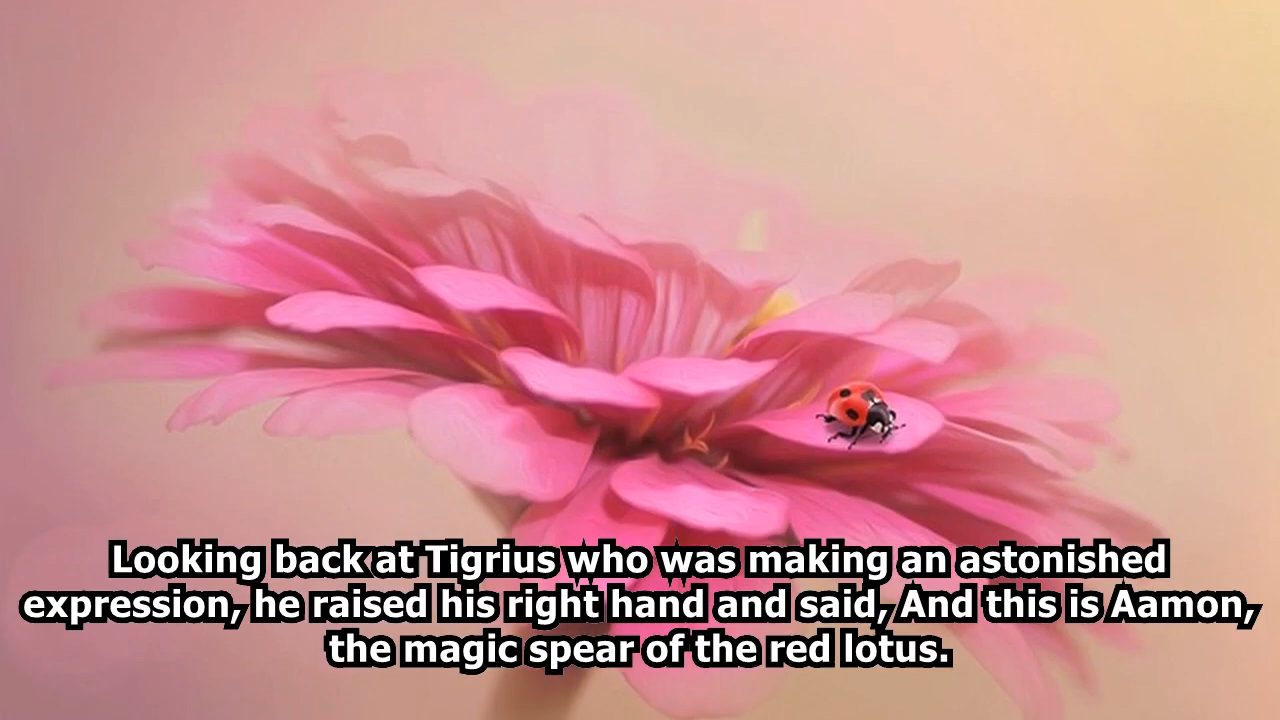 Looking back at Tigrius who was making an astonished
expression, he raised his right hand and said, And this is Aamon,
the magic spear of the red lotus.